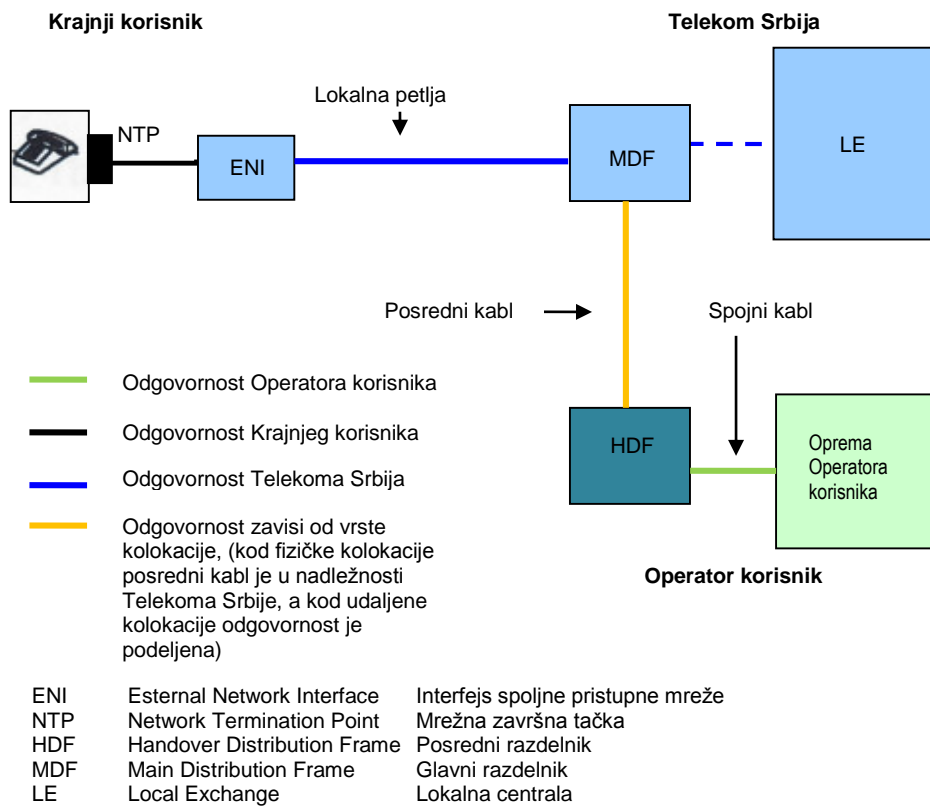 Krajnji korisnik
Telekom Srbija
Lokalna petlja
NTP
ENI
MDF
LE
Posredni kabl
Spojni kabl
HDF
Oprema
Operatora
korisnika
Operator korisnik
Odgovornost Operatora korisnika
Odgovornost Krajnjeg korisnika
Odgovornost Telekoma Srbija
Odgovornost zavisi od vrste
kolokacije, (kod fizičke kolokacije
posredni kabl je u nadležnosti
Telekoma Srbije, a kod udaljene
kolokacije odgovornost je
podeljena)
ENI Esternal Network Interface Interfejs spoljne pristupne mreže
NTP Network Termination Point Mrežna završna tačka
HDF Handover Distribution Frame Posredni razdelnik
MDF Main Distribution Frame Glavni razdelnik
LE Local Exchange Lokalna centrala